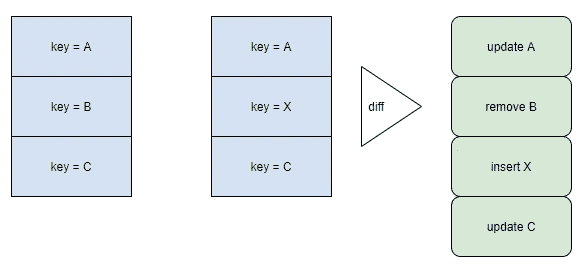 key = A
key = B
key = C
key = A
key = X
key = C
diff
update A
remove B
insert X
update C